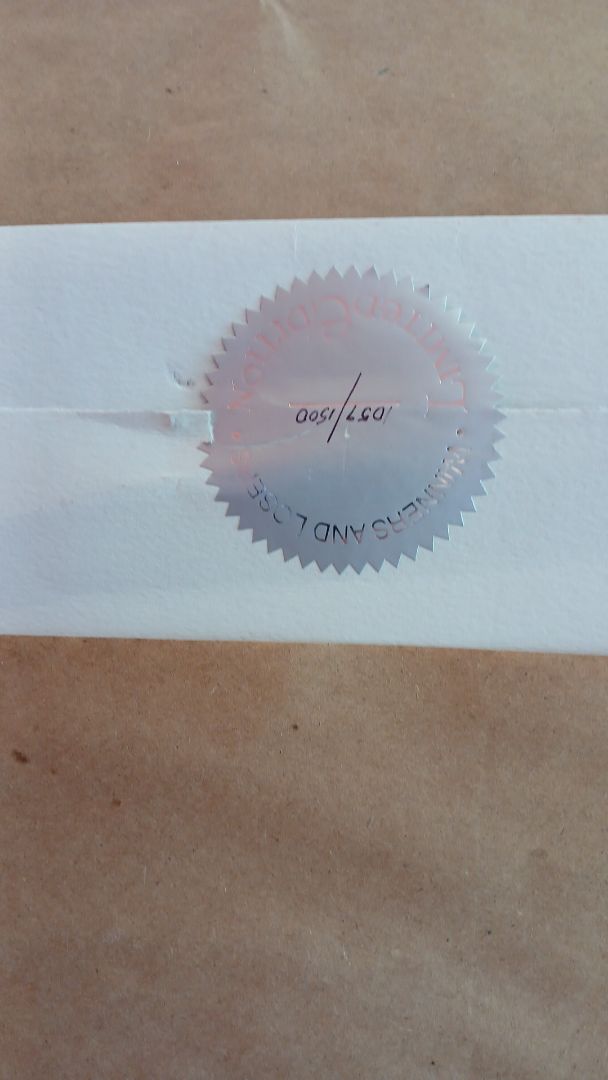 LIMITED EDITION
1057/1500
• WINNERS AND LOSERS •